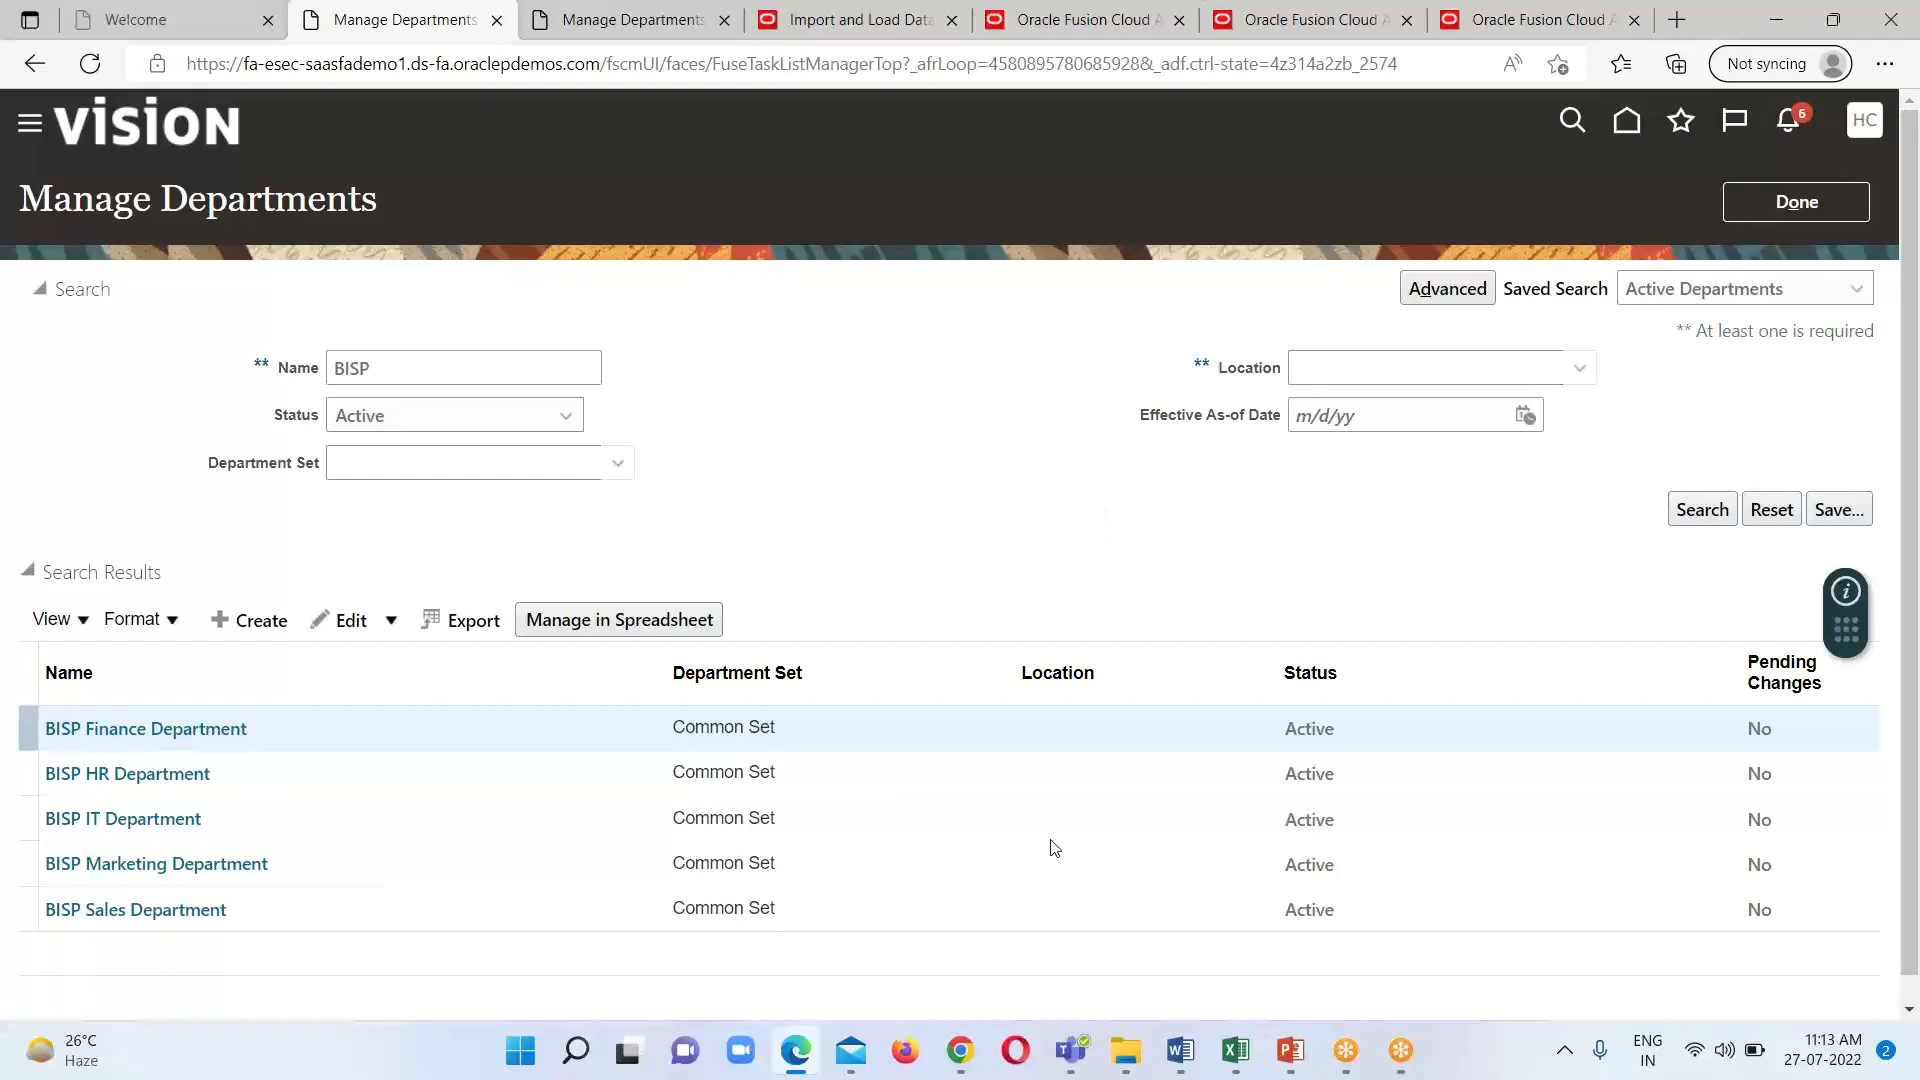 Welcome
Manage Departments
Manage Departments
Import and Load Data
Oracle Fusion Cloud A
Oracle Fusion Cloud A
Oracle Fusion Cloud A
https://fa-esec-saasfademo1.ds-fa.oraclepdemos.com/fscmUI/faces/FuseTaskListManagerTop?_afrLoop=4580895780685928&_adf.ctrl-state=4z314a2zb_2574
Not syncing
VISION
6
HC
Manage Departments
Done
Search
Advanced
Saved Search
Active Departments
** At least one is required
** Name BISP
** Location
Status Active
Effective As-of Date m/d/yy
Department Set
Search Reset Save...
Search Results
View Format Create Edit Export Manage in Spreadsheet
Name Department Set Location Status Pending Changes
BISP Finance Department Common Set Active No
BISP HR Department Common Set Active No
BISP IT Department Common Set Active No
BISP Marketing Department Common Set Active No
BISP Sales Department Common Set Active No
26°C
Haze
ENG
IN
11:13 AM
27-07-2022
2